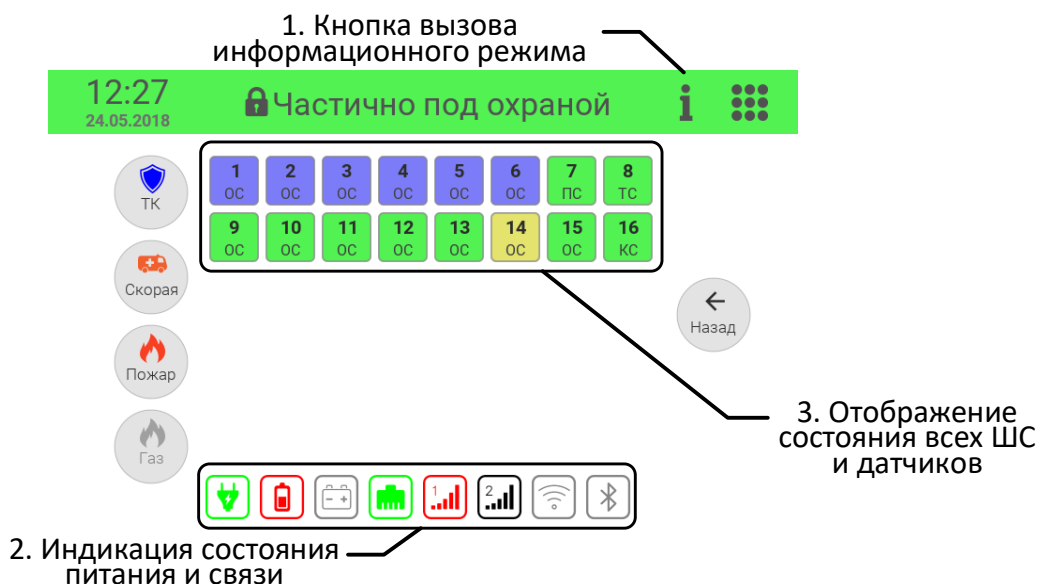 1. Кнопка вызова
информационного режима
12:27
24.05.2018
Частично под охраной
i
ТК
Скорая
Пожар
Газ
1 2 3 4 5 6 7 8
ОС ОС ОС ОС ОС ОС ПС ТС
9 10 11 12 13 14 15 16
ОС ОС ОС ОС ОС ОС ОС КС
Назад
3. Отображение
состояния всех ШС
и датчиков
1 2
2. Индикация состояния
питания и связи